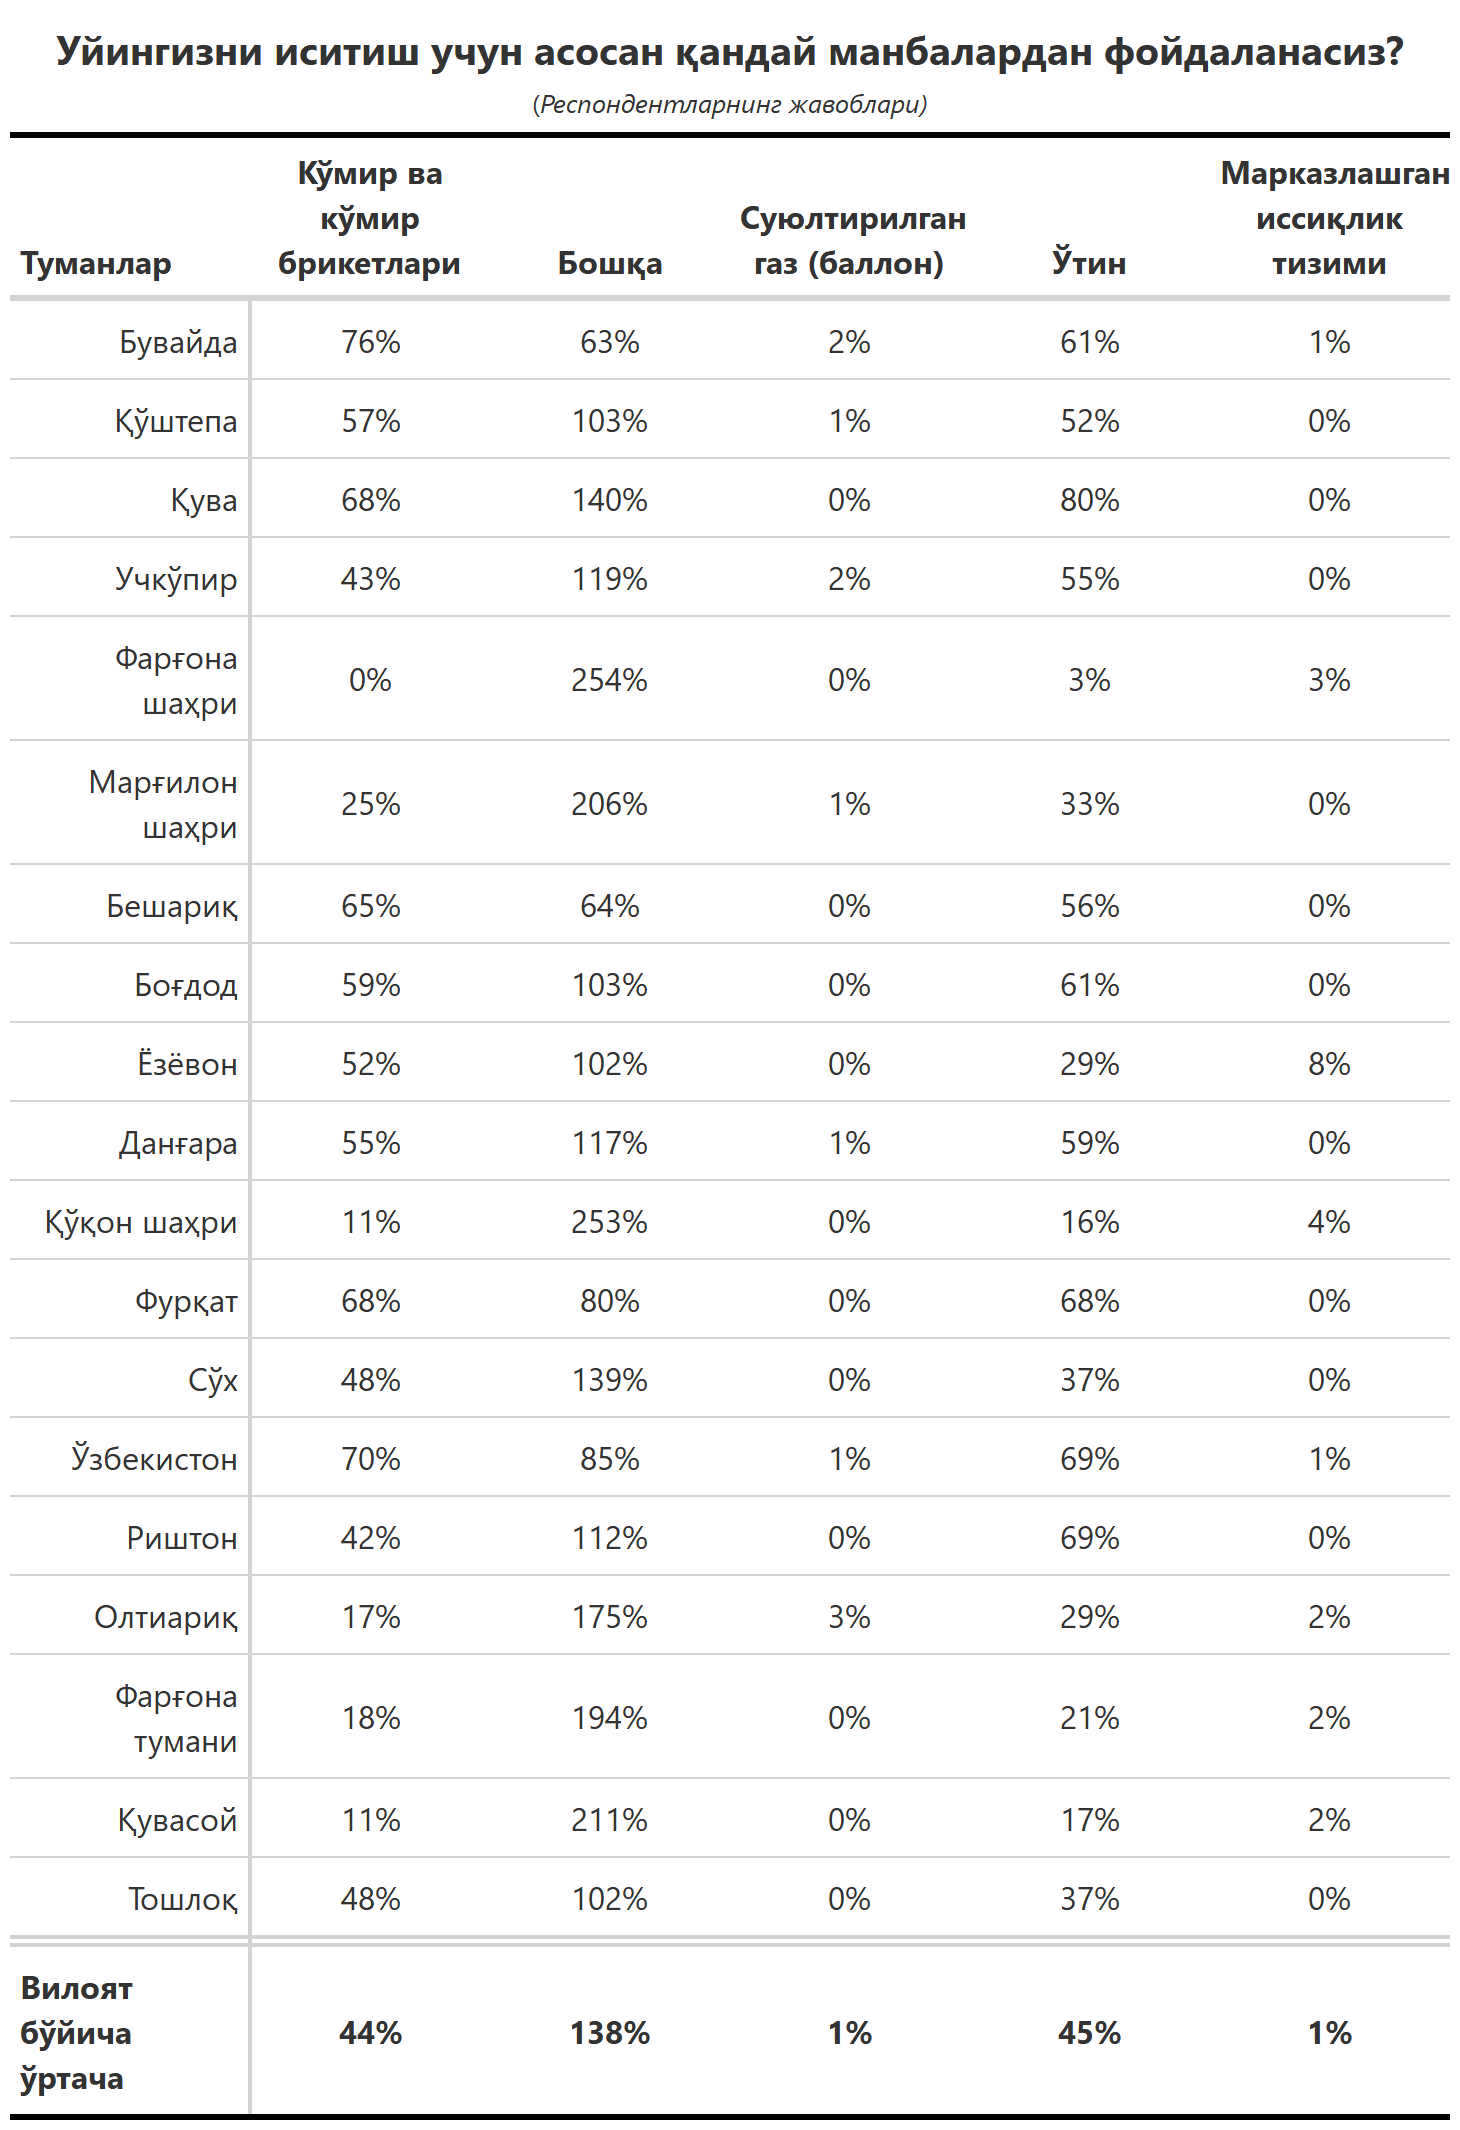 Уйингизни иситиш учун асосан қандай манбалардан фойдаланасиз?
(Респондентларнинг жавоблари)
Туманлар Кўмир ва кўмир брикетлари Бошқа Суюлтирилган газ (баллон) Ўтин Марказлашган иссиқлик тизими
Бувайда 76% 63% 2% 61% 1%
Қўштепа 57% 103% 1% 52% 0%
Қува 68% 140% 0% 80% 0%
Учкўпир 43% 119% 2% 55% 0%
Фарғона шаҳри 0% 254% 0% 3% 3%
Марғилон шаҳри 25% 206% 1% 33% 0%
Бешариқ 65% 64% 0% 56% 0%
Боғдод 59% 103% 0% 61% 0%
Ёзёвон 52% 102% 0% 29% 8%
Данғара 55% 117% 1% 59% 0%
Қўқон шаҳри 11% 253% 0% 16% 4%
Фурқат 68% 80% 0% 68% 0%
Сўх 48% 139% 0% 37% 0%
Ўзбекистон 70% 85% 1% 69% 1%
Риштон 42% 112% 0% 69% 0%
Олтиариқ 17% 175% 3% 29% 2%
Фарғона тумани 18% 194% 0% 21% 2%
Қувасой 11% 211% 0% 17% 2%
Тошлоқ 48% 102% 0% 37% 0%
Вилоят бўйича ўртача 44% 138% 1% 45% 1%